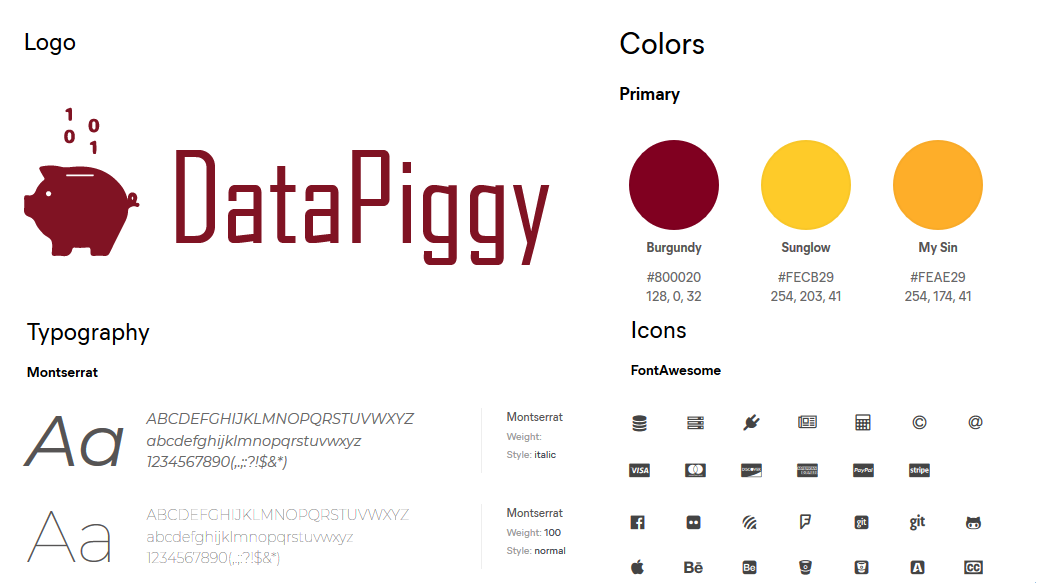 Logo
1
0
0
1
DataPiggy
Typography
Montserrat
Aa
ABCDEFGHIJKLMNOPQRSTUVWXYZ
abcdefghijklmnopqrstuvwxyz
1234567890(,.;:?!$&*)
Montserrat
Weight:
Style: italic
Aa
ABCDEFGHIJKLMNOPQRSTUVWXYZ
abcdefghijklmnopqrstuvwxyz
1234567890(,.;:?!$&*)
Montserrat
Weight: 100
Style: normal
Colors
Primary
Burgundy
#800020
128, 0, 32
Sunglow
#FECB29
254, 203, 41
My Sin
#FEAE29
254, 174, 41
Icons
FontAwesome
© @
VISA
PayPal stripe
git git
Bē Bē
CC